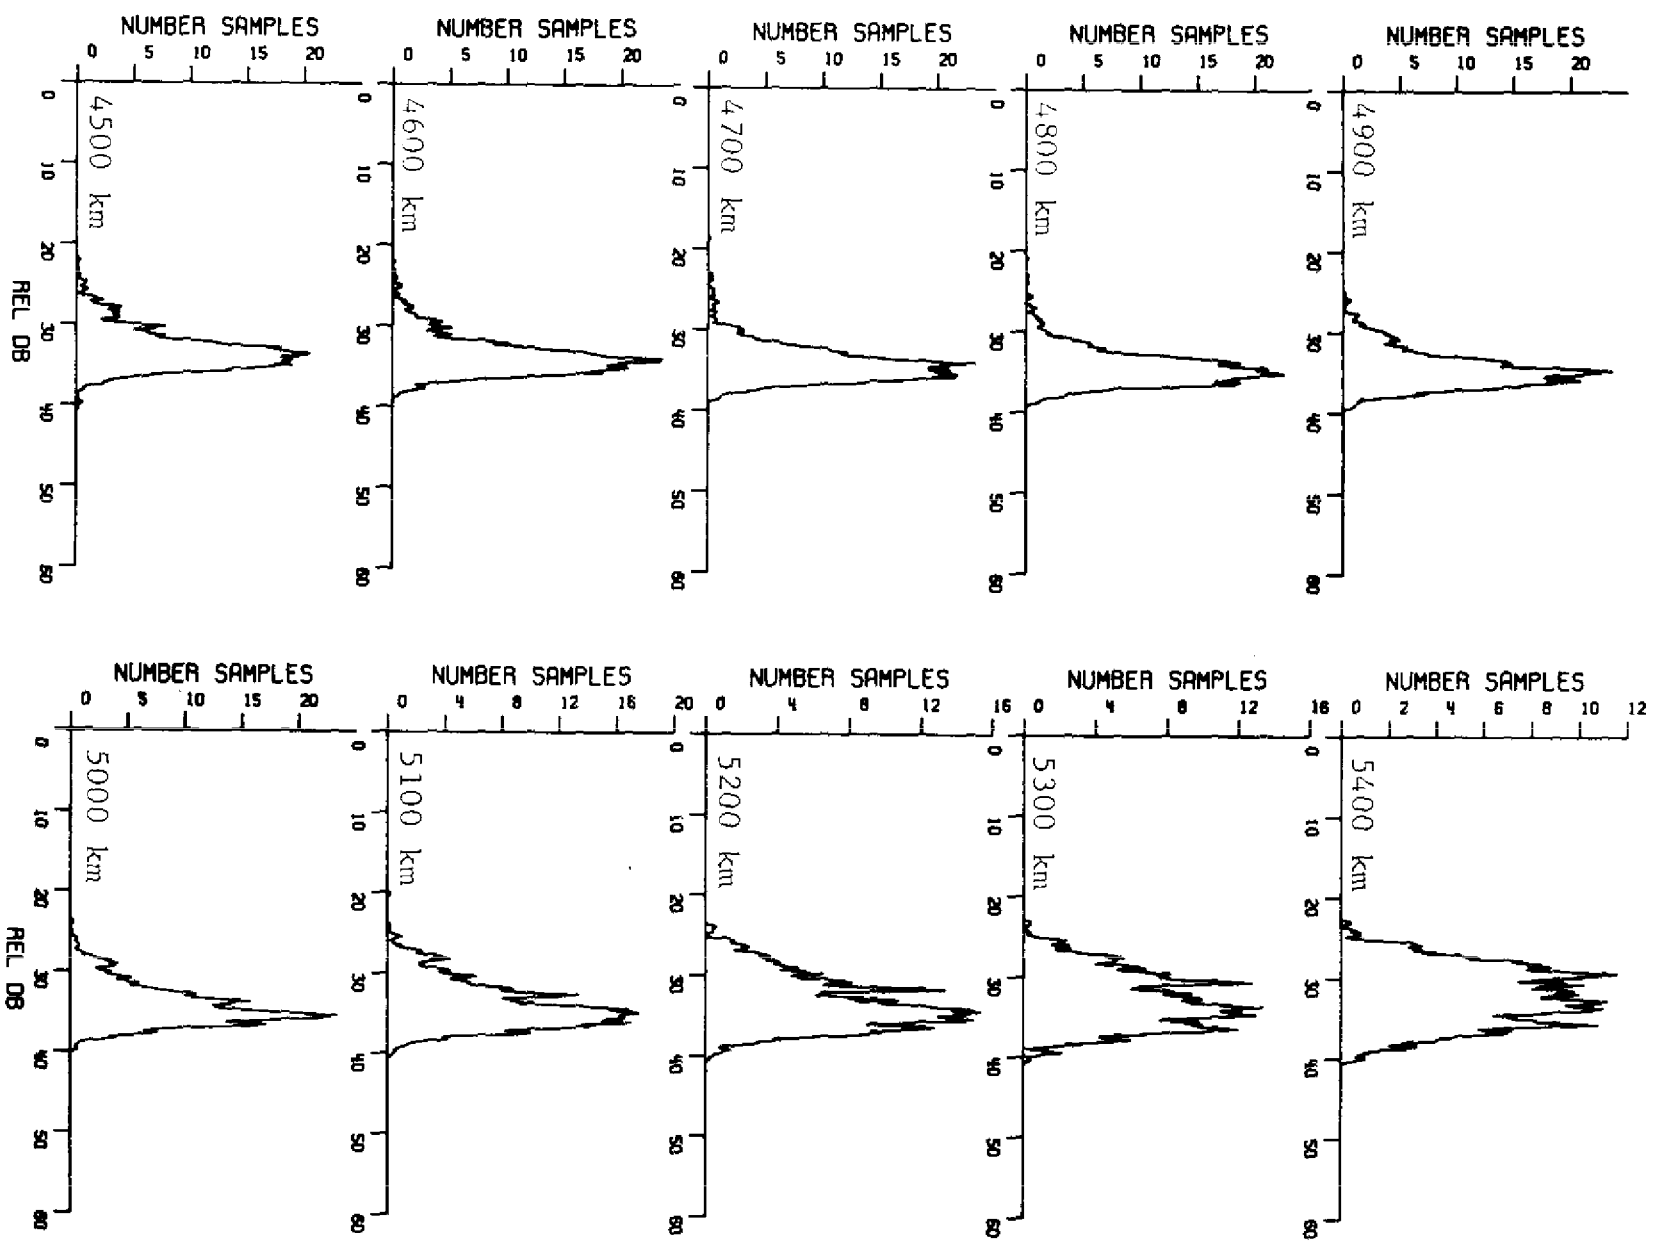 NUMBER SAMPLES
0 5 10 15 20
4500 km
0 10 20 30 40 50 60
REL DB
NUMBER SAMPLES
0 5 10 15 20
4600 km
0 10 20 30 40 50 60
NUMBER SAMPLES
0 5 10 15 20
4700 km
0 10 20 30 40 50 60
NUMBER SAMPLES
0 5 10 15 20
4800 km
0 10 20 30 40 50 60
NUMBER SAMPLES
0 5 10 15 20
4900 km
0 10 20 30 40 50 60
NUMBER SAMPLES
0 5 10 15 20
5000 km
0 10 20 30 40 50 60
REL DB
NUMBER SAMPLES
0 4 8 12 16 20
5100 km
0 10 20 30 40 50 60
NUMBER SAMPLES
0 4 8 12 16
5200 km
0 10 20 30 40 50 60
NUMBER SAMPLES
0 4 8 12 16
5300 km
0 10 20 30 40 50 60
NUMBER SAMPLES
0 2 4 6 8 10 12
5400 km
0 10 20 30 40 50 60